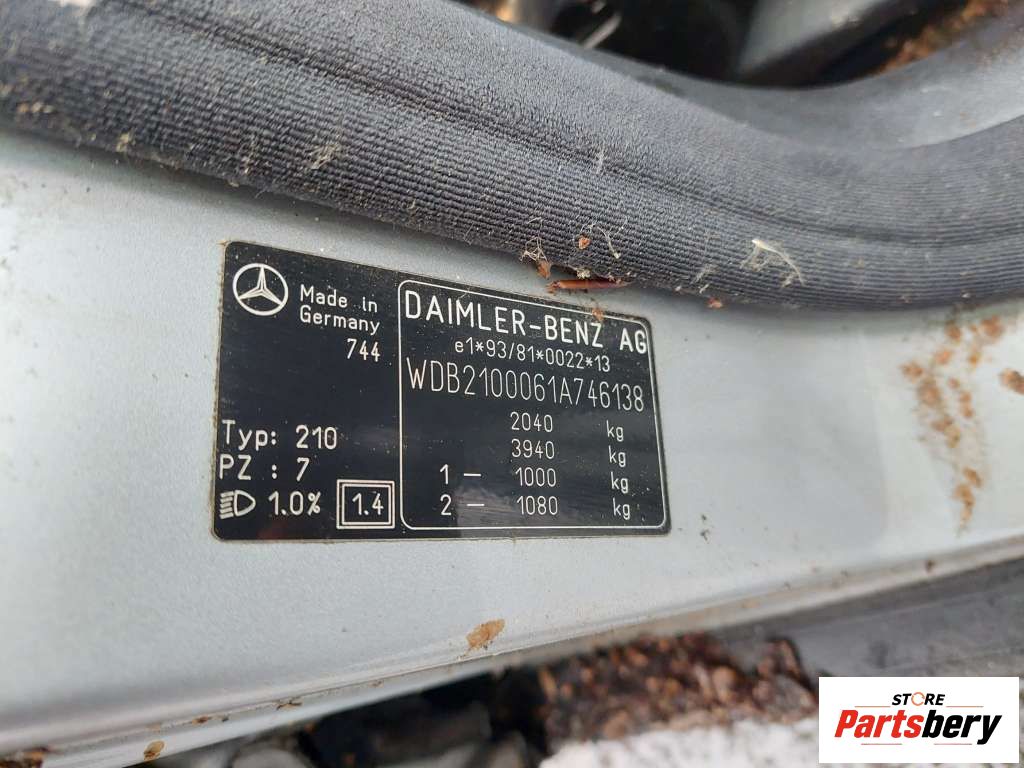 Made in
Germany
744
Typ: 210
PZ : 7
1.0%
1.4
DAIMLER-BENZ AG
e1*93/81*0022*13
WDB2100061A746138
2040 kg
3940 kg
1 — 1000 kg
2 — 1080 kg
STORE
Partsbery